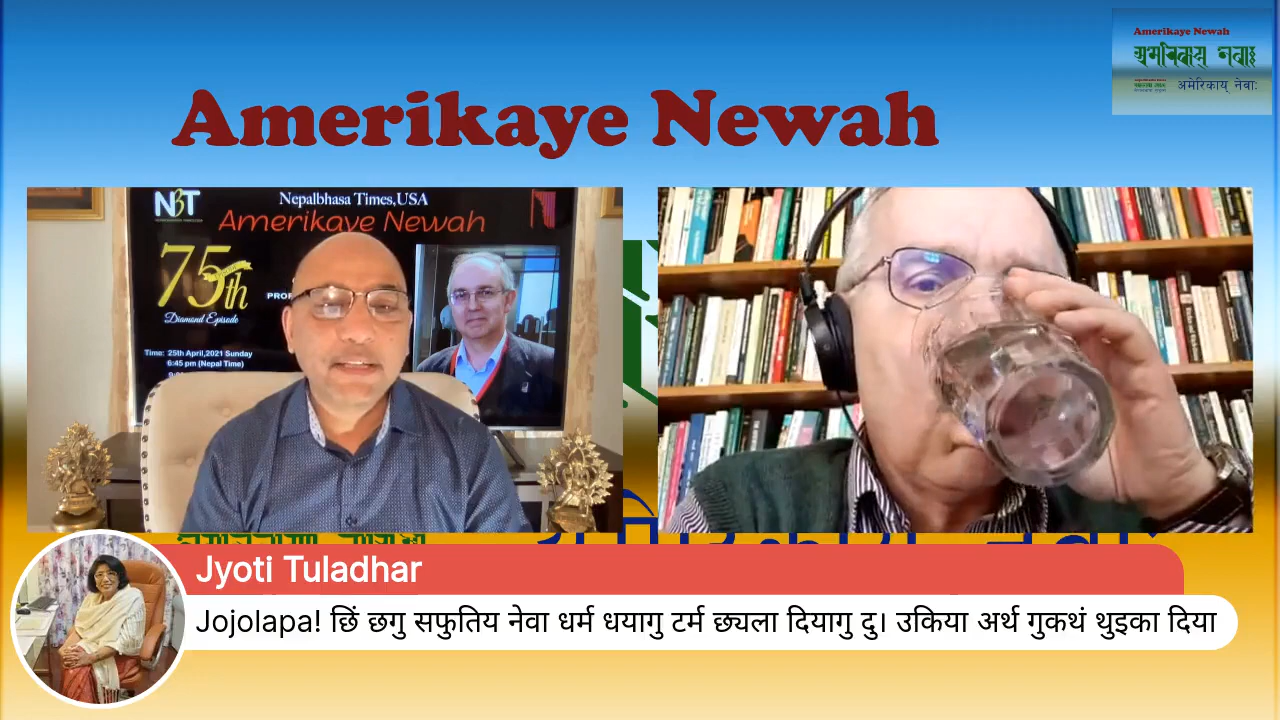 Amerikaye Newah
अमेरिकाय् नेवाः
Amerikaye Newah
NBT
Nepalbhasa Times,USA
Amerikaye Newah
75th
Diamond Episode
Time: 25th April,2021 Sunday
6:45 pm (Nepal Time)
Jyoti Tuladhar
Jojolapa! छिं छगु सफुतिय नेवा धर्म धयागु टर्म छ्यला दियागु दु। उकिया अर्थ गुकथं थुइका दिया